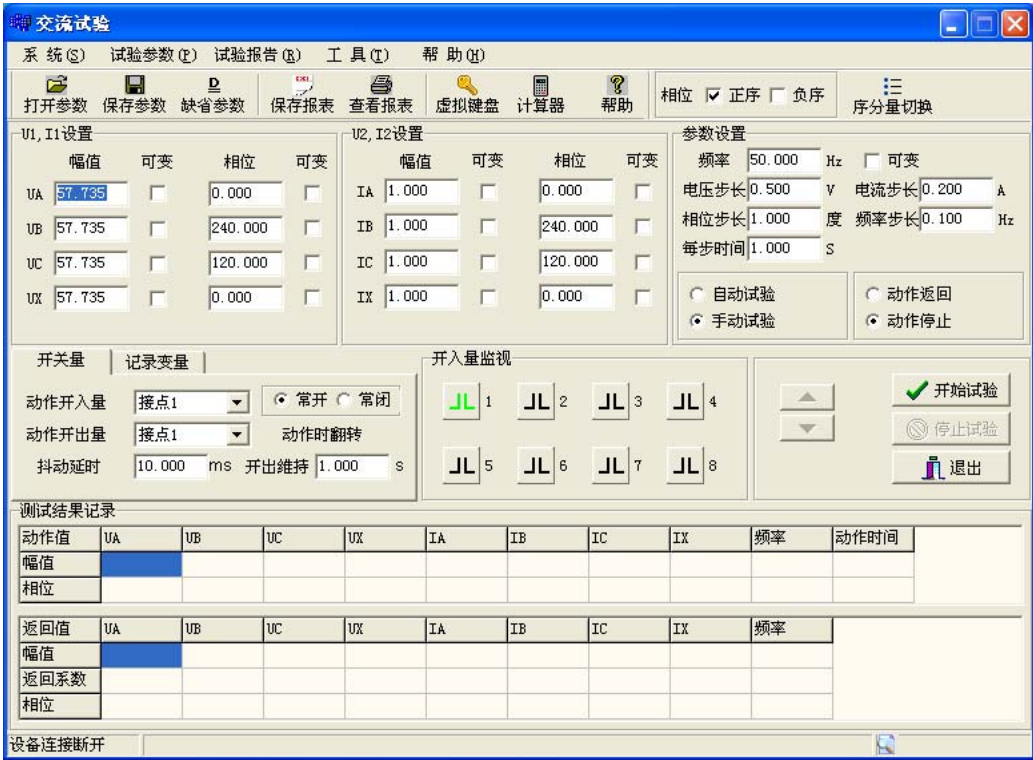 交流试验
系 统(S) 试验参数(P) 试验报告(R) 工 具(T) 帮 助(H)
打开参数 保存参数 缺省参数 保存报表 查看报表 虚拟键盘 计算器 帮助 相位 正序 负序 序分量切换
U1,I1设置
幅值 可变 相位 可变
UA 57.735 0.000
UB 57.735 240.000
UC 57.735 120.000
UX 57.735 0.000
U2,I2设置
幅值 可变 相位 可变
IA 1.000 0.000
IB 1.000 240.000
IC 1.000 120.000
IX 1.000 0.000
参数设置
频率 50.000 Hz 可变
电压步长 0.500 V 电流步长 0.200 A
相位步长 1.000 度 频率步长 0.100 Hz
每步时间 1.000 S
自动试验 动作返回
手动试验 动作停止
开关量 记录变量
动作开入量 接点1 常开 常闭
动作开出量 接点1 动作时翻转
抖动延时 10.000 ms 开出维持 1.000 s
开入量监视
1 2 3 4
5 6 7 8
开始试验
停止试验
退出
测试结果记录
动作值 UA UB UC UX IA IB IC IX 频率 动作时间
幅值
相位
返回值 UA UB UC UX IA IB IC IX 频率
幅值
返回系数
相位
设备连接断开